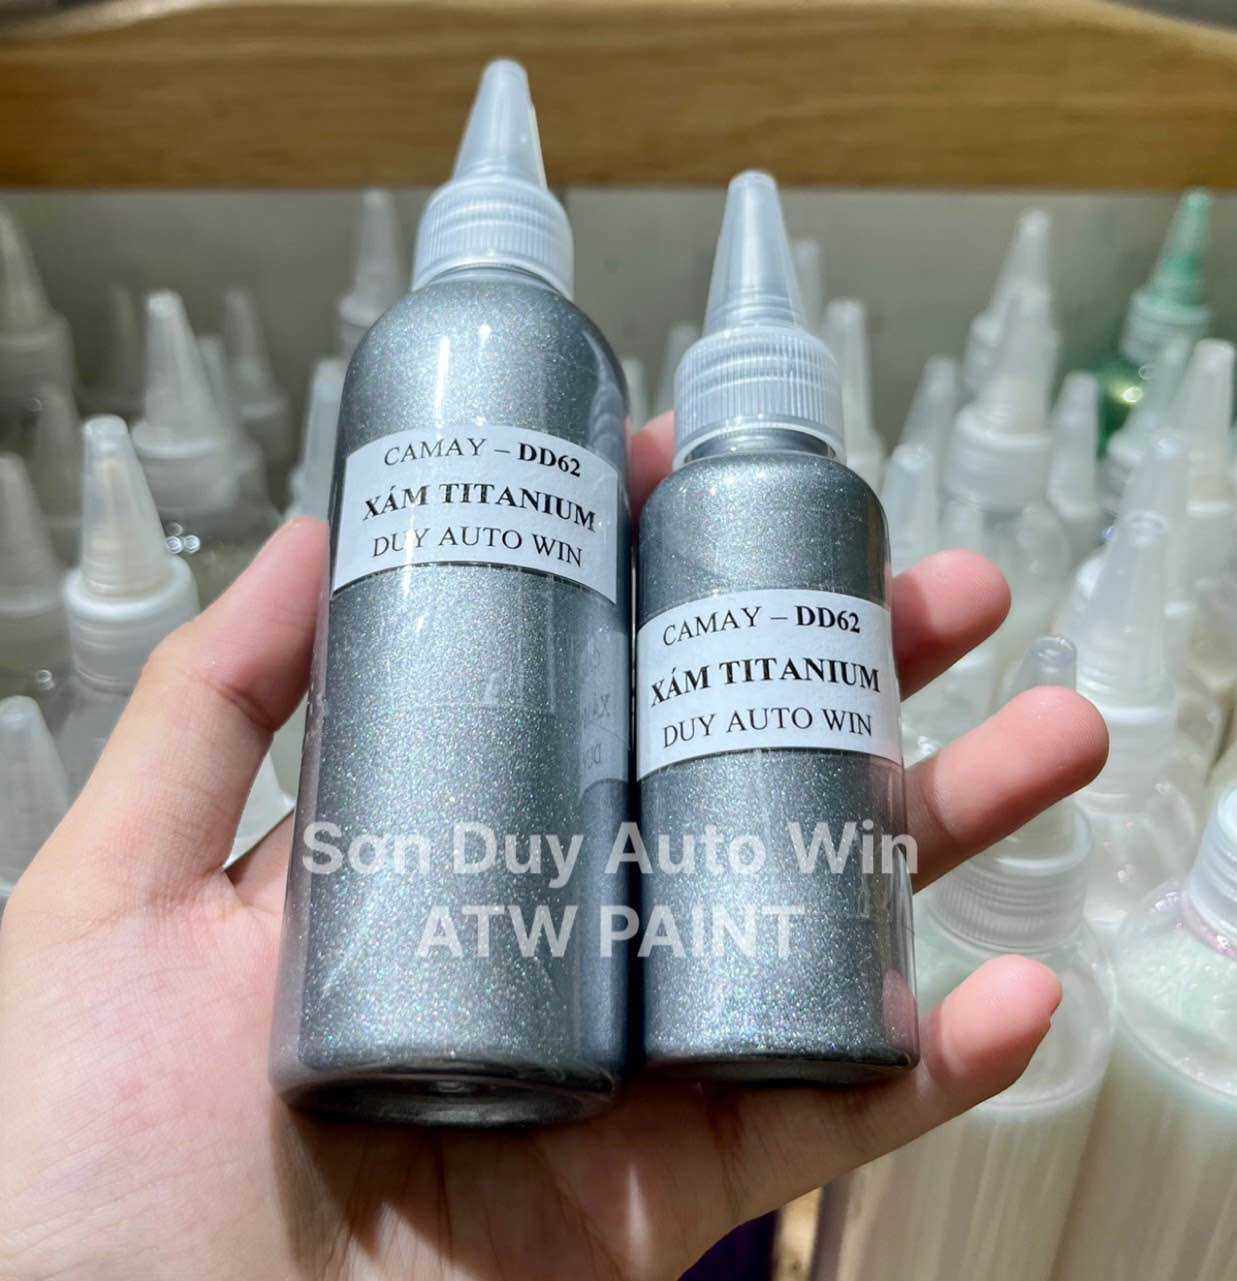 CAMAY – DD62
XÁM TITANIUM
DUY AUTO WIN
CAMAY – DD62
XÁM TITANIUM
DUY AUTO WIN
Sơn Duy Auto Win
ATW PAINT